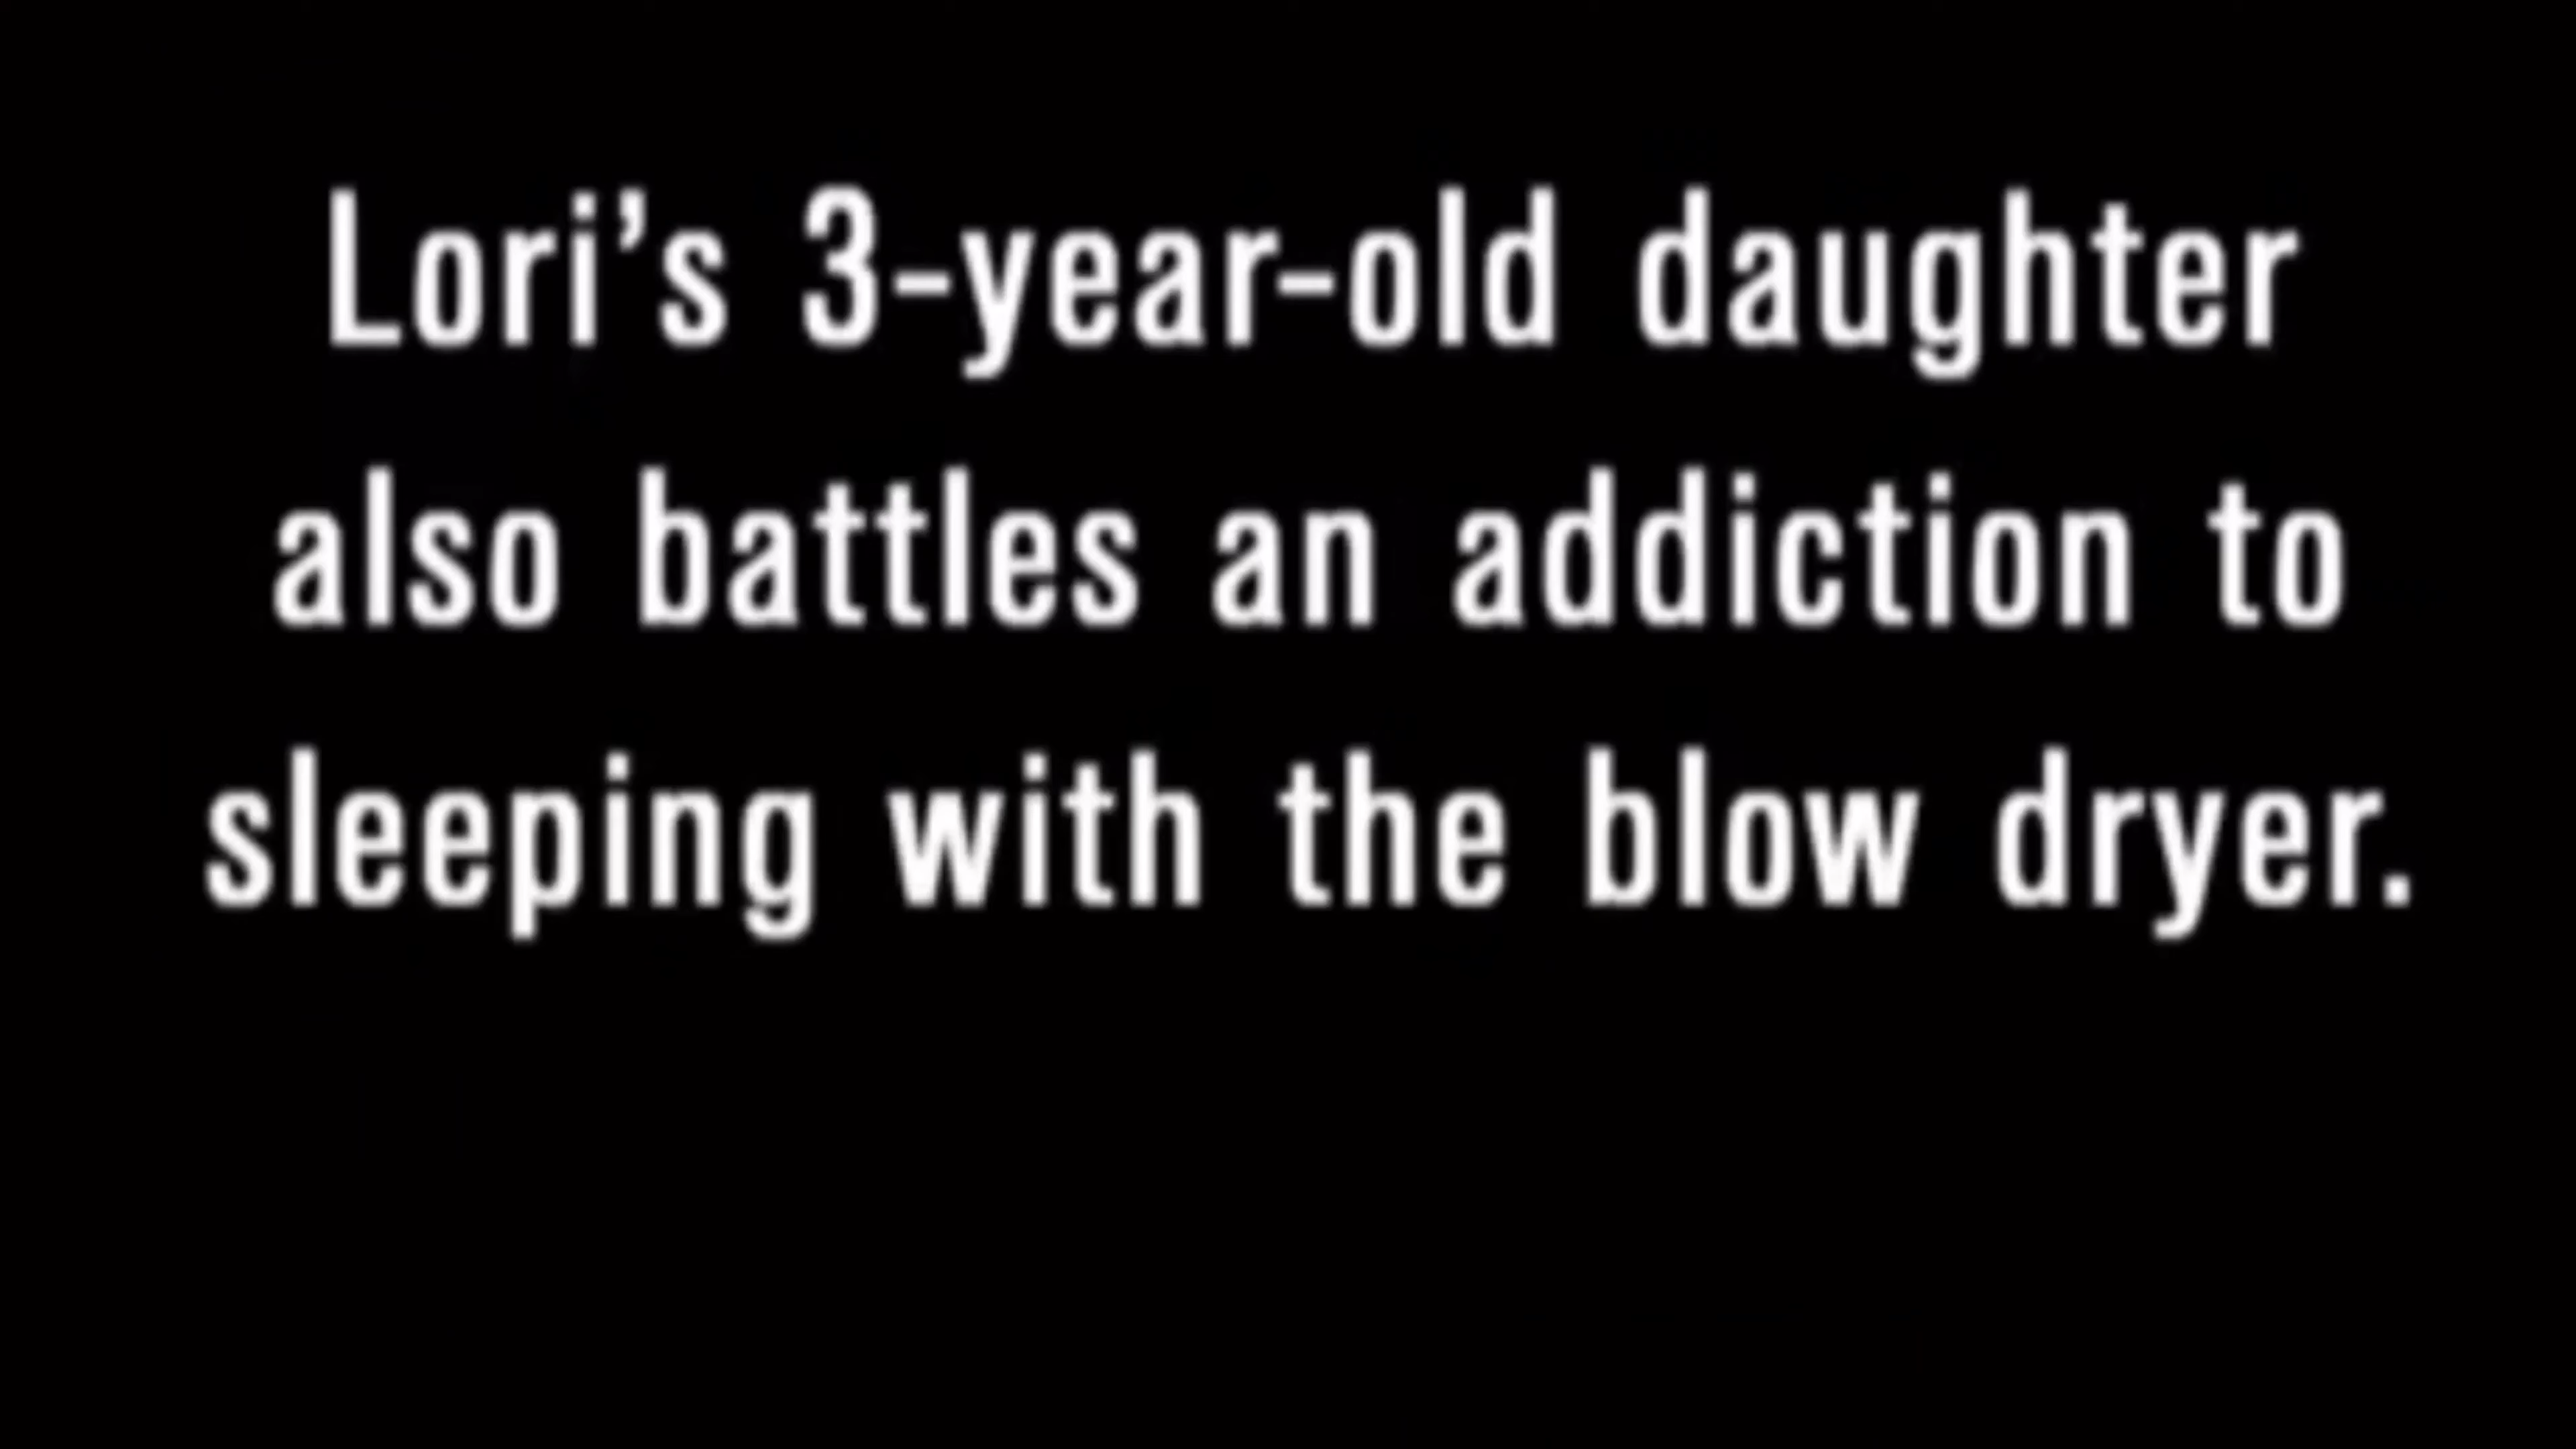 Lori’s 3-year-old daughter
also battles an addiction to
sleeping with the blow dryer.